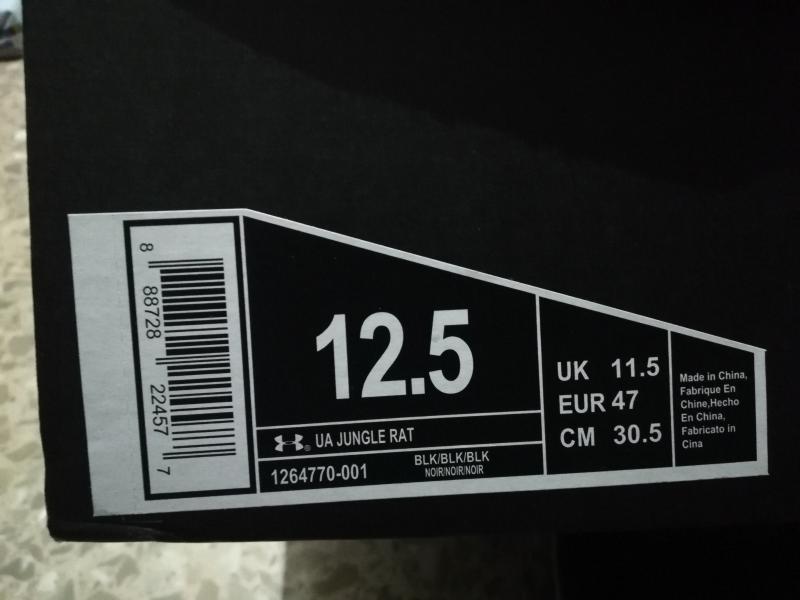 8 88728 22457 7
12.5
UA JUNGLE RAT
1264770-001
BLK/BLK/BLK
NOIR/NOIR/NOIR
UK 11.5
EUR 47
CM 30.5
Made in China,
Fabrique En
Chine,Hecho
En China,
Fabricato in
Cina